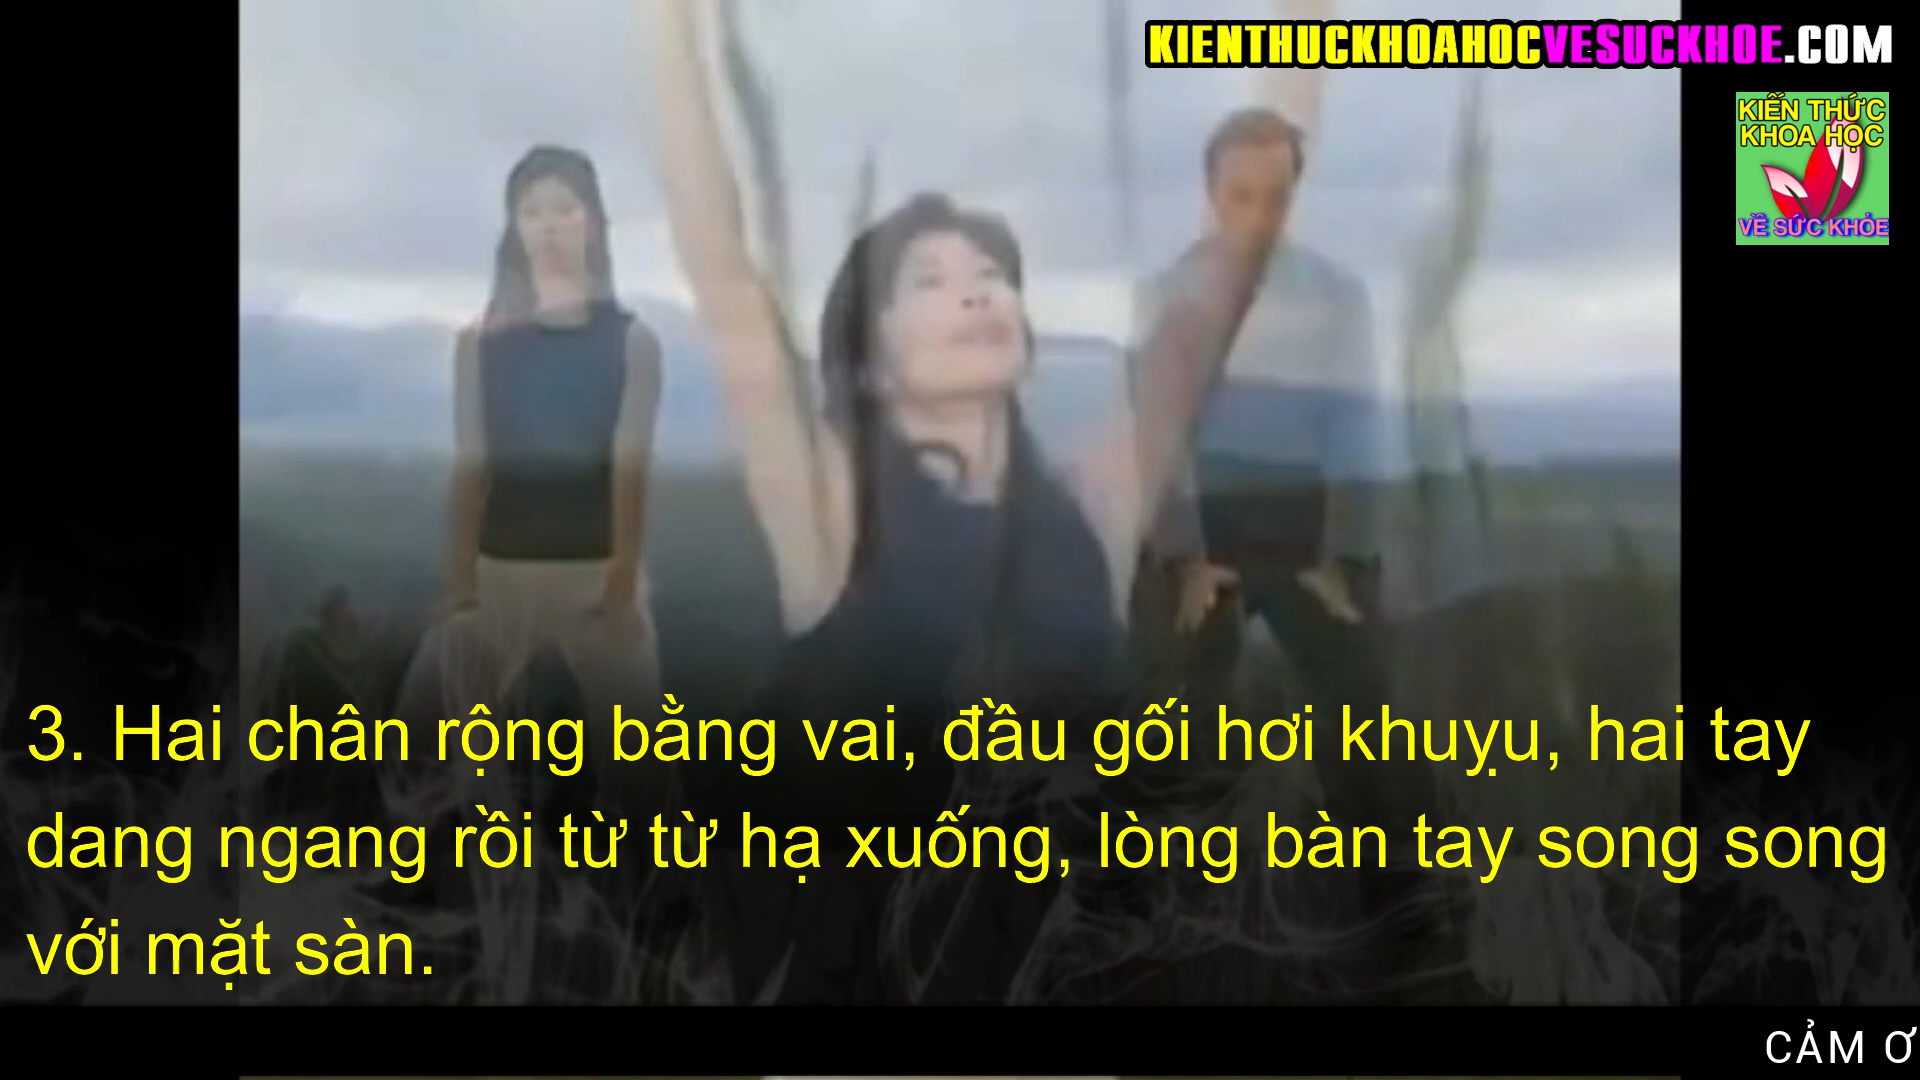 KIENTHUCKHOAHOCVESUCKHOE.COM
KIẾN THỨC
KHOA HỌC
VỀ SỨC KHỎE
3. Hai chân rộng bằng vai, đầu gối hơi khuỵu, hai tay
dang ngang rồi từ từ hạ xuống, lòng bàn tay song song
với mặt sàn.
CẢM Ơ